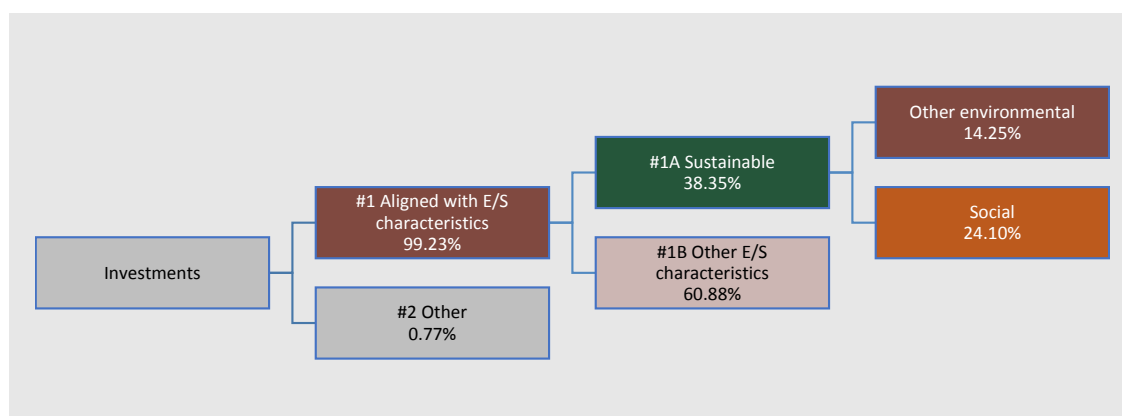 Investments
#1 Aligned with E/S
characteristics
99.23%
#2 Other
0.77%
#1A Sustainable
38.35%
#1B Other E/S
characteristics
60.88%
Other environmental
14.25%
Social
24.10%